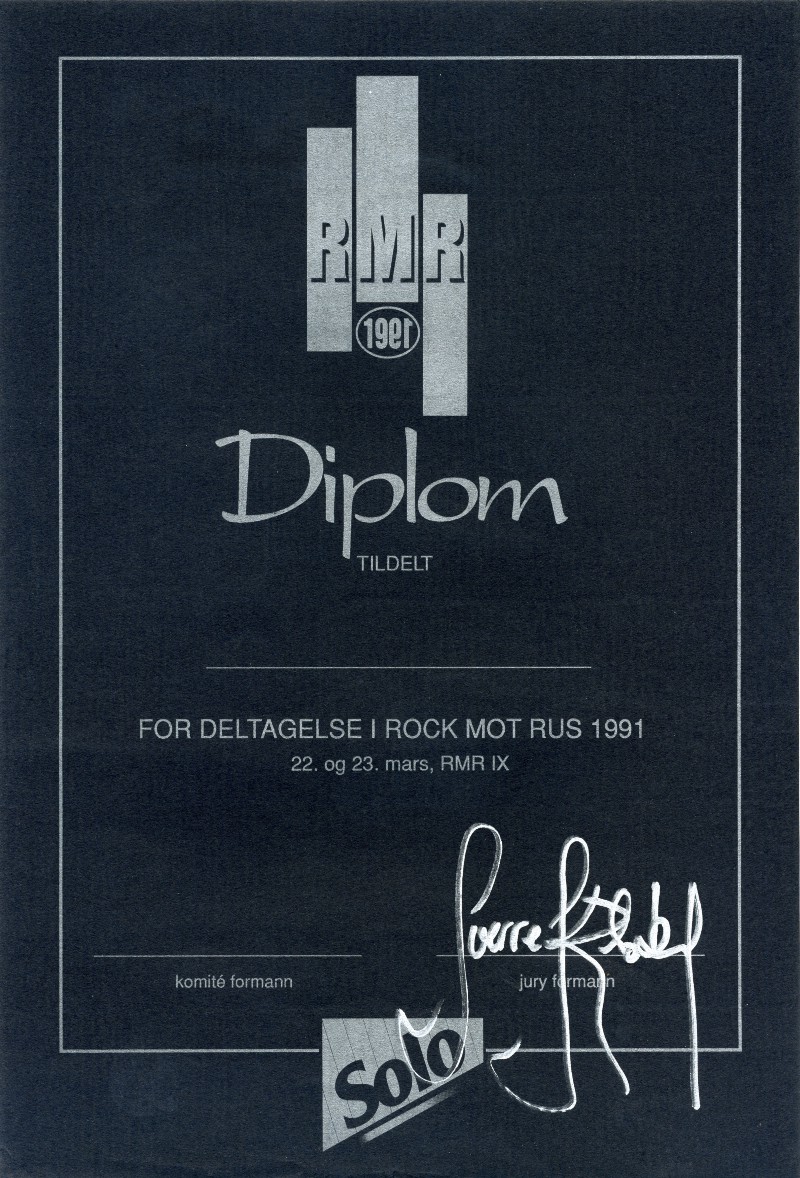 RMR
1991
Diplom
TILDELT
FOR DELTAGELSE I ROCK MOT RUS 1991
22. og 23. mars, RMR IX
Sverre
komité formann
jury formann
Solo